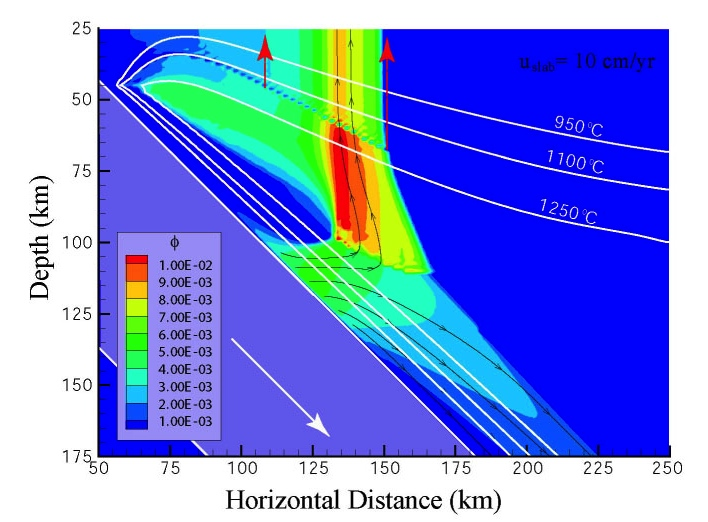 25
50
75
100
125
150
175
Depth (km)
u_slab = 10 cm/yr
950°C
1100°C
1250°C
ϕ
1.00E-02
9.00E-03
8.00E-03
7.00E-03
6.00E-03
5.00E-03
4.00E-03
3.00E-03
2.00E-03
1.00E-03
50 75 100 125 150 175 200 225 250
Horizontal Distance (km)